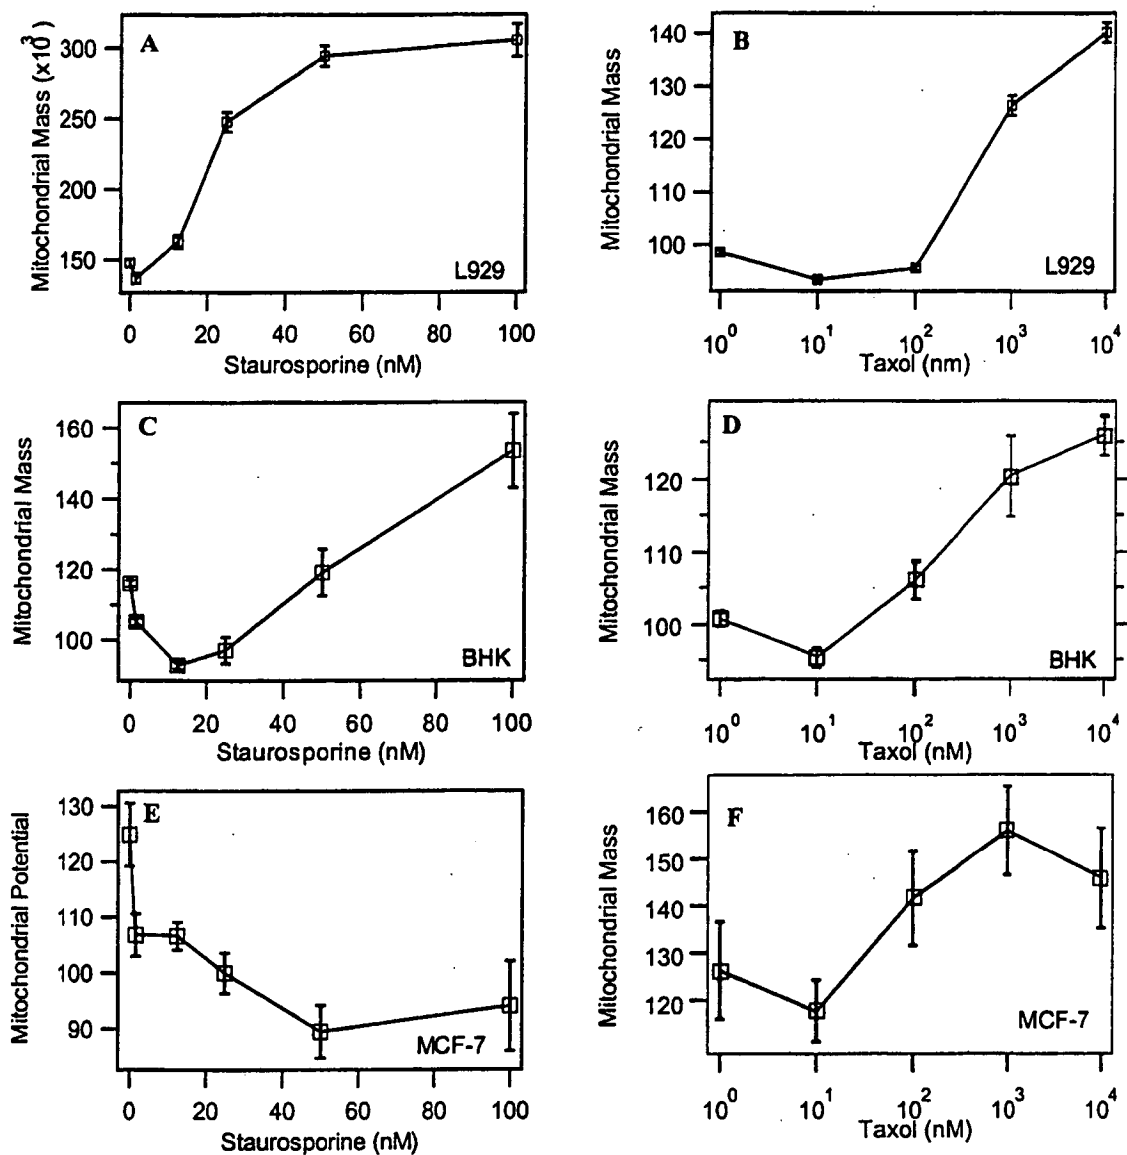 A
Mitochondrial Mass (x10³)
300
250
200
150
L929
0 20 40 60 80 100
Staurosporine (nM)
B
Mitochondrial Mass
140
130
120
110
100
L929
10⁰ 10¹ 10² 10³ 10⁴
Taxol (nm)
C
Mitochondrial Mass
160
140
120
100
BHK
0 20 40 60 80 100
Staurosporine (nM)
D
Mitochondrial Mass
120
110
100
BHK
10⁰ 10¹ 10² 10³ 10⁴
Taxol (nM)
E
Mitochondrial Potential
130
120
110
100
90
MCF-7
0 20 40 60 80 100
Staurosporine (nM)
F
Mitochondrial Mass
160
150
140
130
120
MCF-7
10⁰ 10¹ 10² 10³ 10⁴
Taxol (nM)